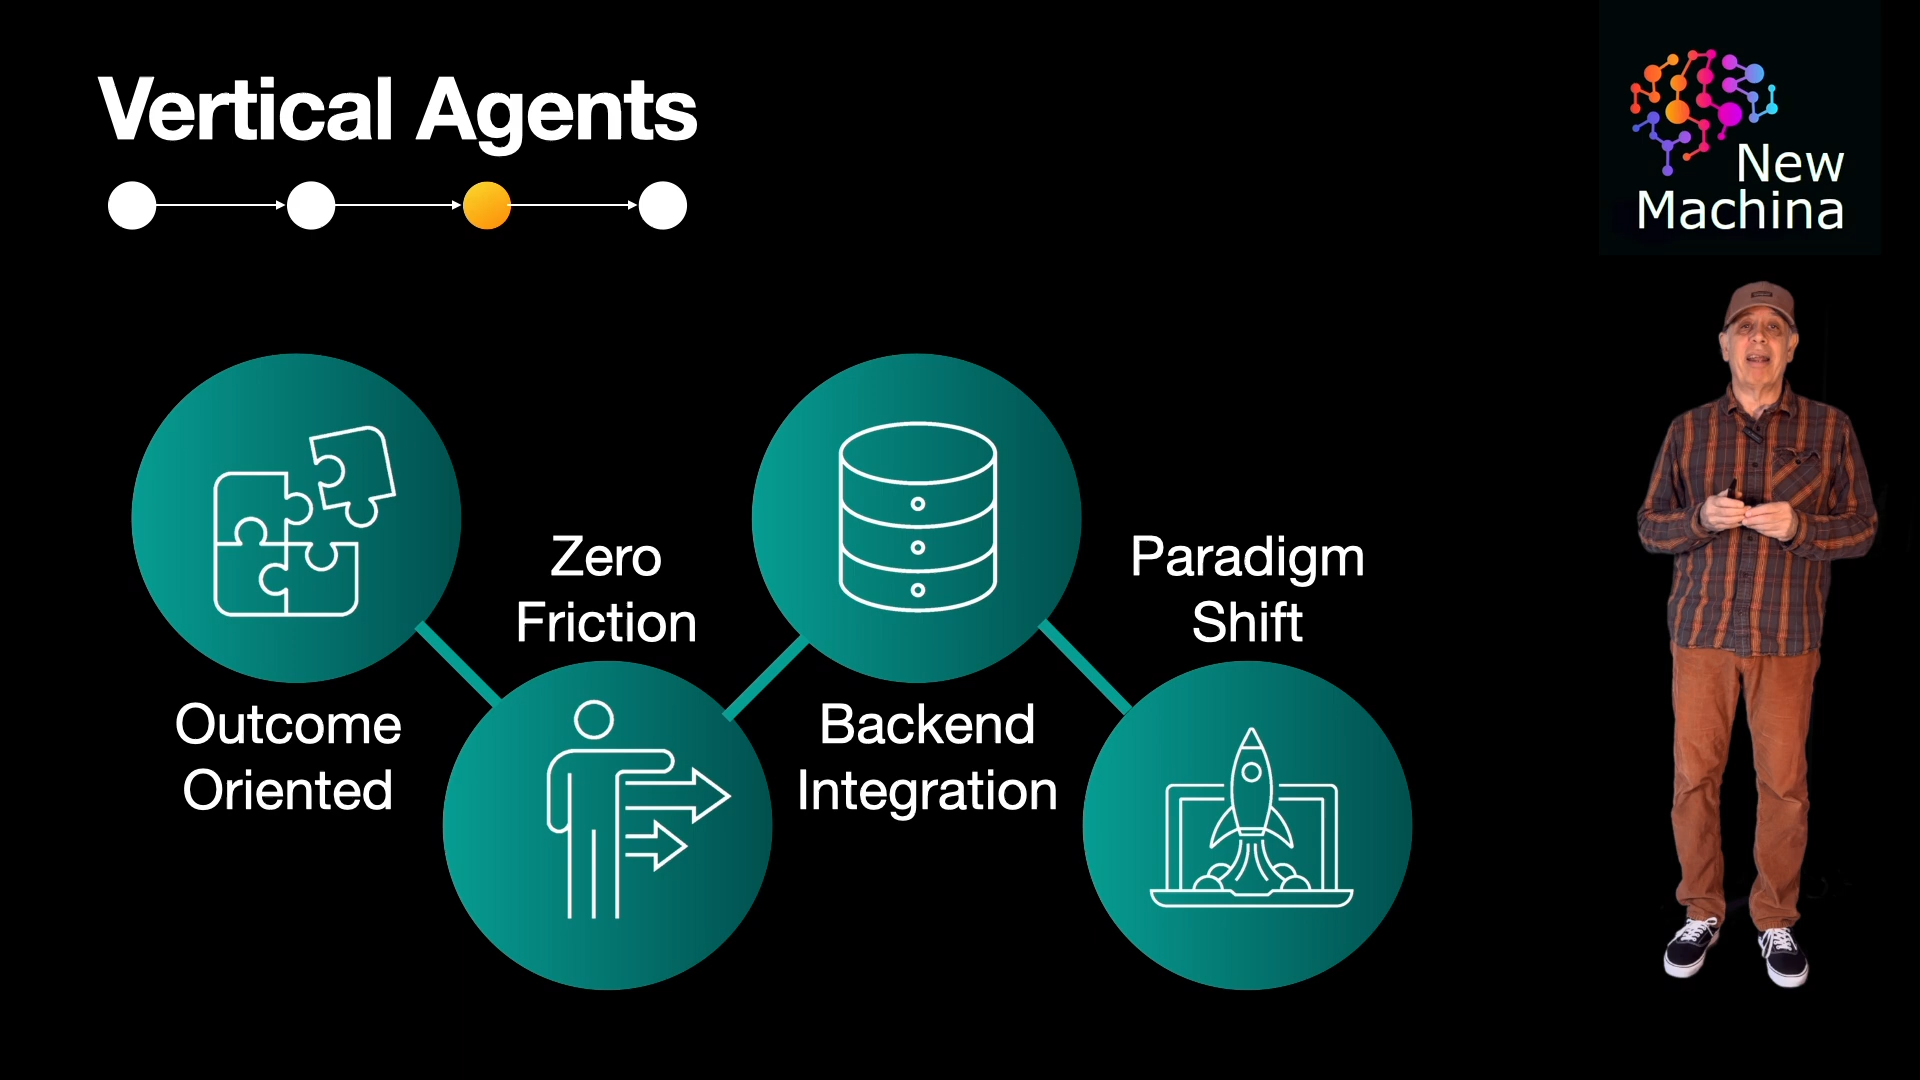 Vertical Agents
New
Machina
Outcome
Oriented
Zero
Friction
Backend
Integration
Paradigm
Shift